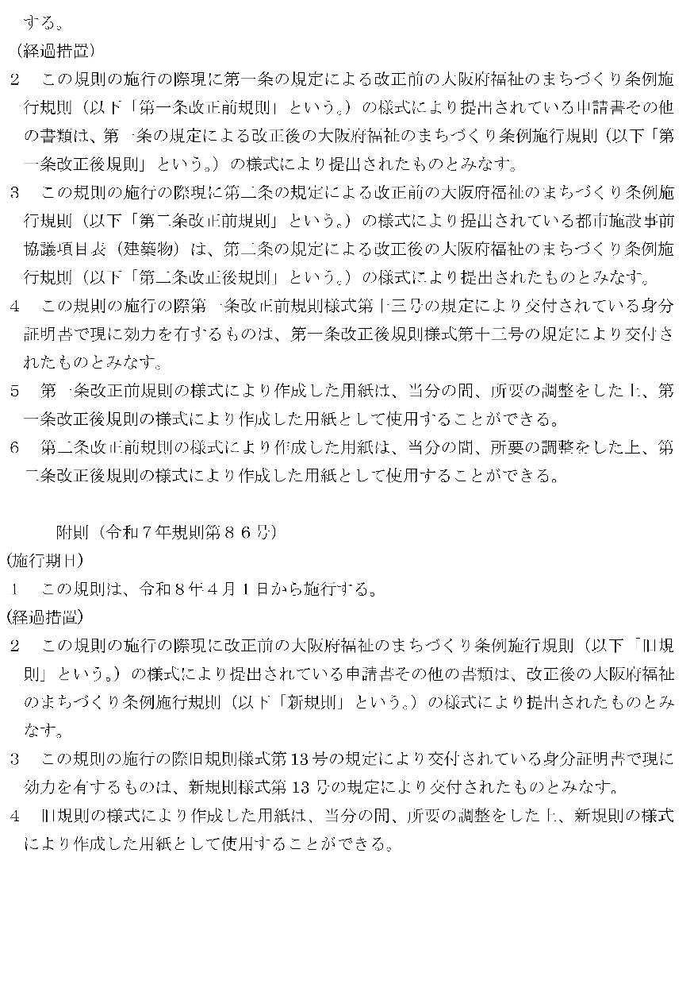 する。
（経過措置）
２　この規則の施行の際現に第一条の規定による改正前の大阪府福祉のまちづくり条例施
行規則（以下「第一条改正前規則」という。）の様式により提出されている申請書その他
の書類は、第一条の規定による改正後の大阪府福祉のまちづくり条例施行規則（以下「第
一条改正後規則」という。）の様式により提出されたものとみなす。
３　この規則の施行の際現に第二条の規定による改正前の大阪府福祉のまちづくり条例施
行規則（以下「第二条改正前規則」という。）の様式により提出されている都市施設事前
協議項目表（建築物）は、第二条の規定による改正後の大阪府福祉のまちづくり条例施
行規則（以下「第二条改正後規則」という。）の様式により提出されたものとみなす。
４　この規則の施行の際第一条改正前規則様式第十三号の規定により交付されている身分
証明書で現に効力を有するものは、第一条改正後規則様式第十三号の規定により交付さ
れたものとみなす。
５　第一条改正前規則の様式により作成した用紙は、当分の間、所要の調整をした上、第
一条改正後規則の様式により作成した用紙として使用することができる。
６　第二条改正前規則の様式により作成した用紙は、当分の間、所要の調整をした上、第
二条改正後規則の様式により作成した用紙として使用することができる。
附則（令和７年規則第８６号）
(施行期日)
１　この規則は、令和８年４月１日から施行する。
(経過措置)
２　この規則の施行の際現に改正前の大阪府福祉のまちづくり条例施行規則（以下「旧規
則」という。）の様式により提出されている申請書その他の書類は、改正後の大阪府福祉
のまちづくり条例施行規則（以下「新規則」という。）の様式により提出されたものとみ
なす。
３　この規則の施行の際旧規則様式第 13 号の規定により交付されている身分証明書で現に
効力を有するものは、新規則様式第 13 号の規定により交付されたものとみなす。
４　旧規則の様式により作成した用紙は、当分の間、所要の調整をした上、新規則の様式
により作成した用紙として使用することができる。